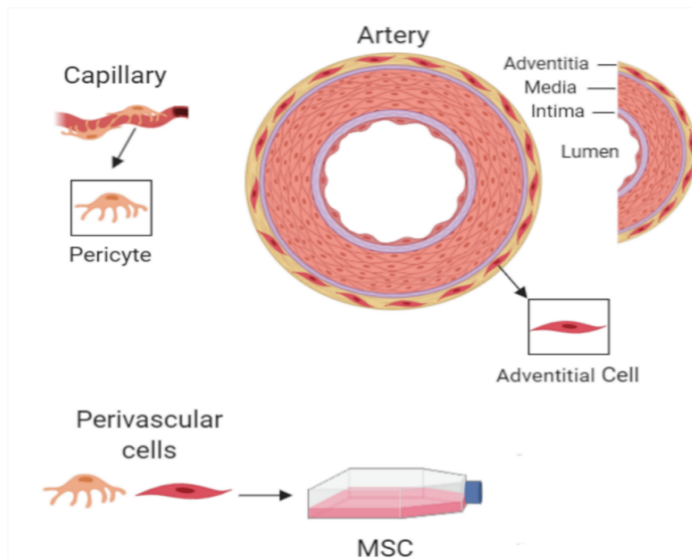 Artery
Capillary
Adventitia
Media
Intima
Lumen
Pericyte
Adventitial Cell
Perivascular
cells
MSC